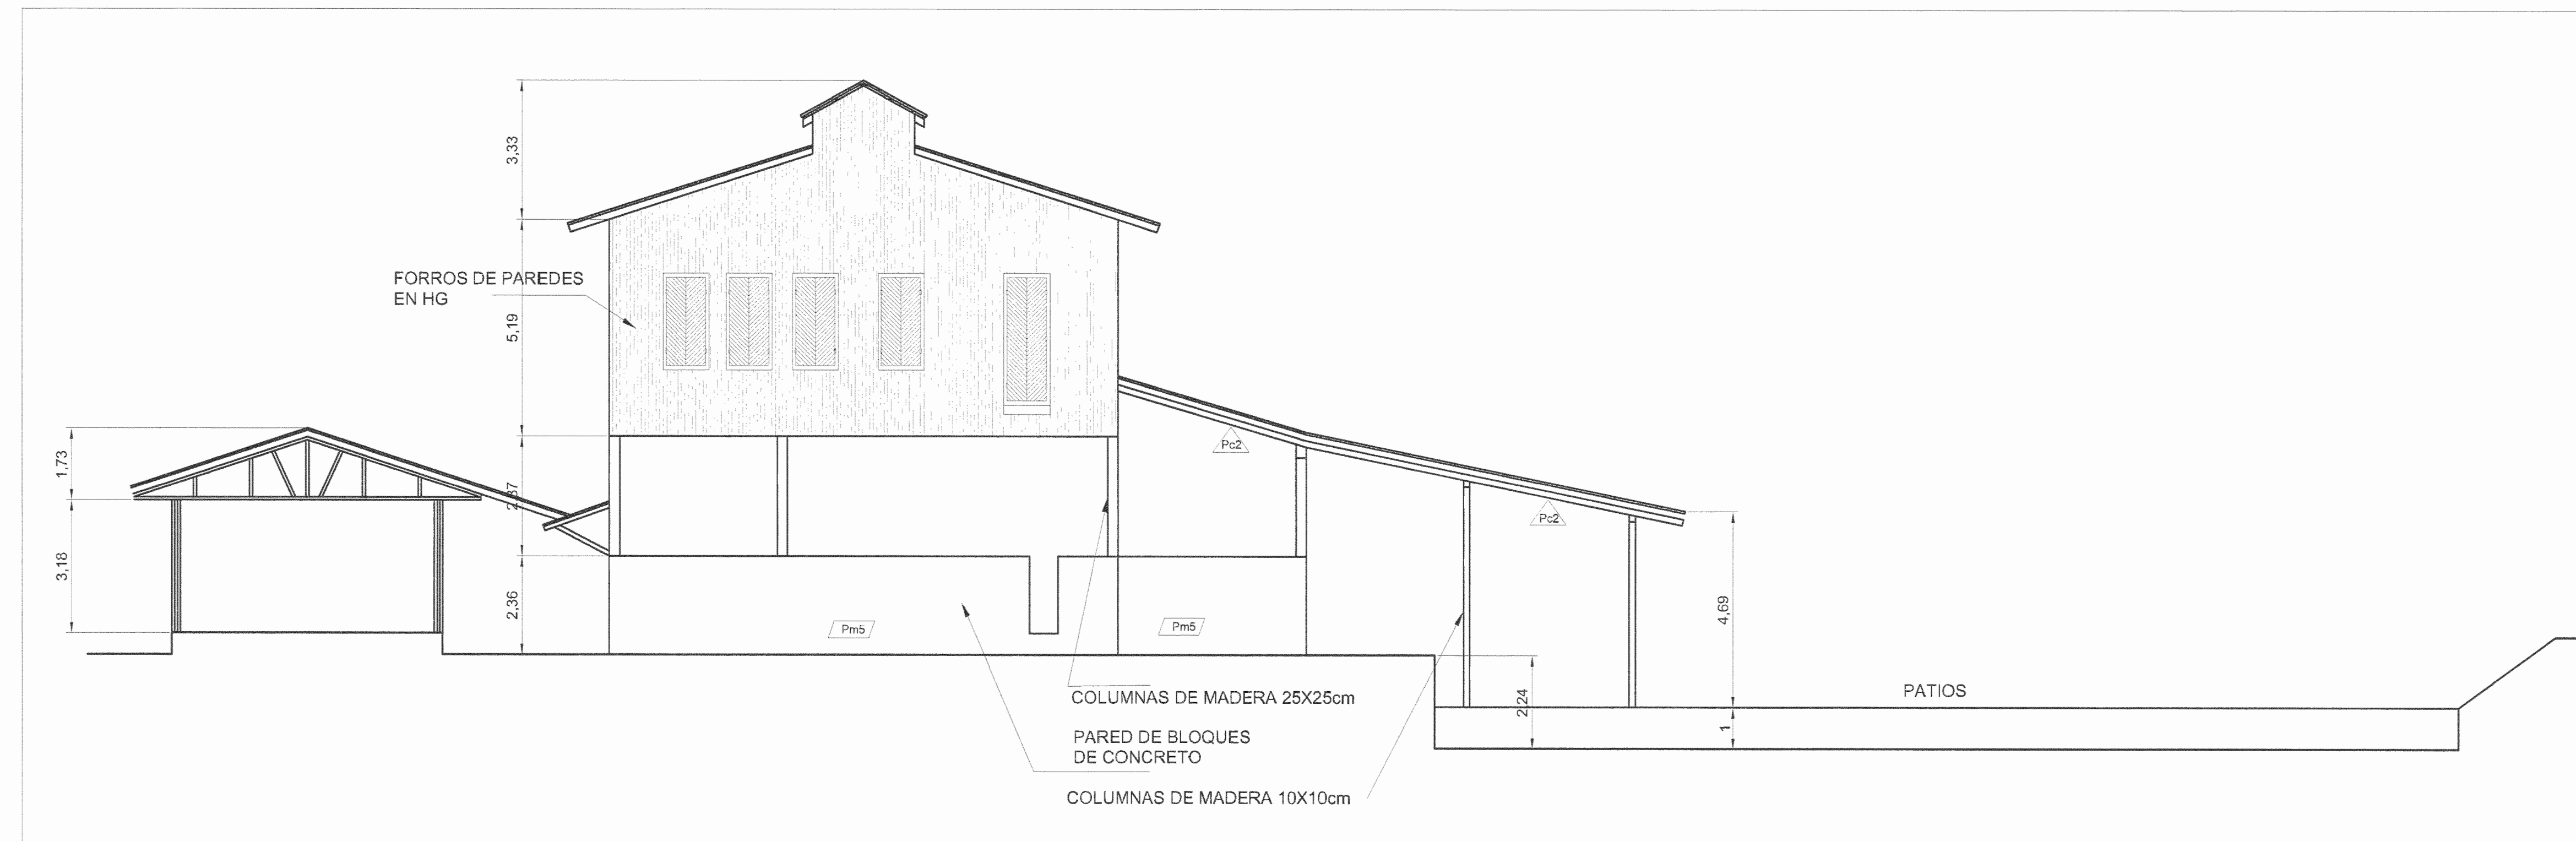 3,33
FORROS DE PAREDES
EN HG
5,19
Pc2
1,73
2,87
Pc2
3,18
2,36
4,69
Pm5
Pm5
COLUMNAS DE MADERA 25X25cm
2,24
PATIOS
1
PARED DE BLOQUES
DE CONCRETO
COLUMNAS DE MADERA 10X10cm